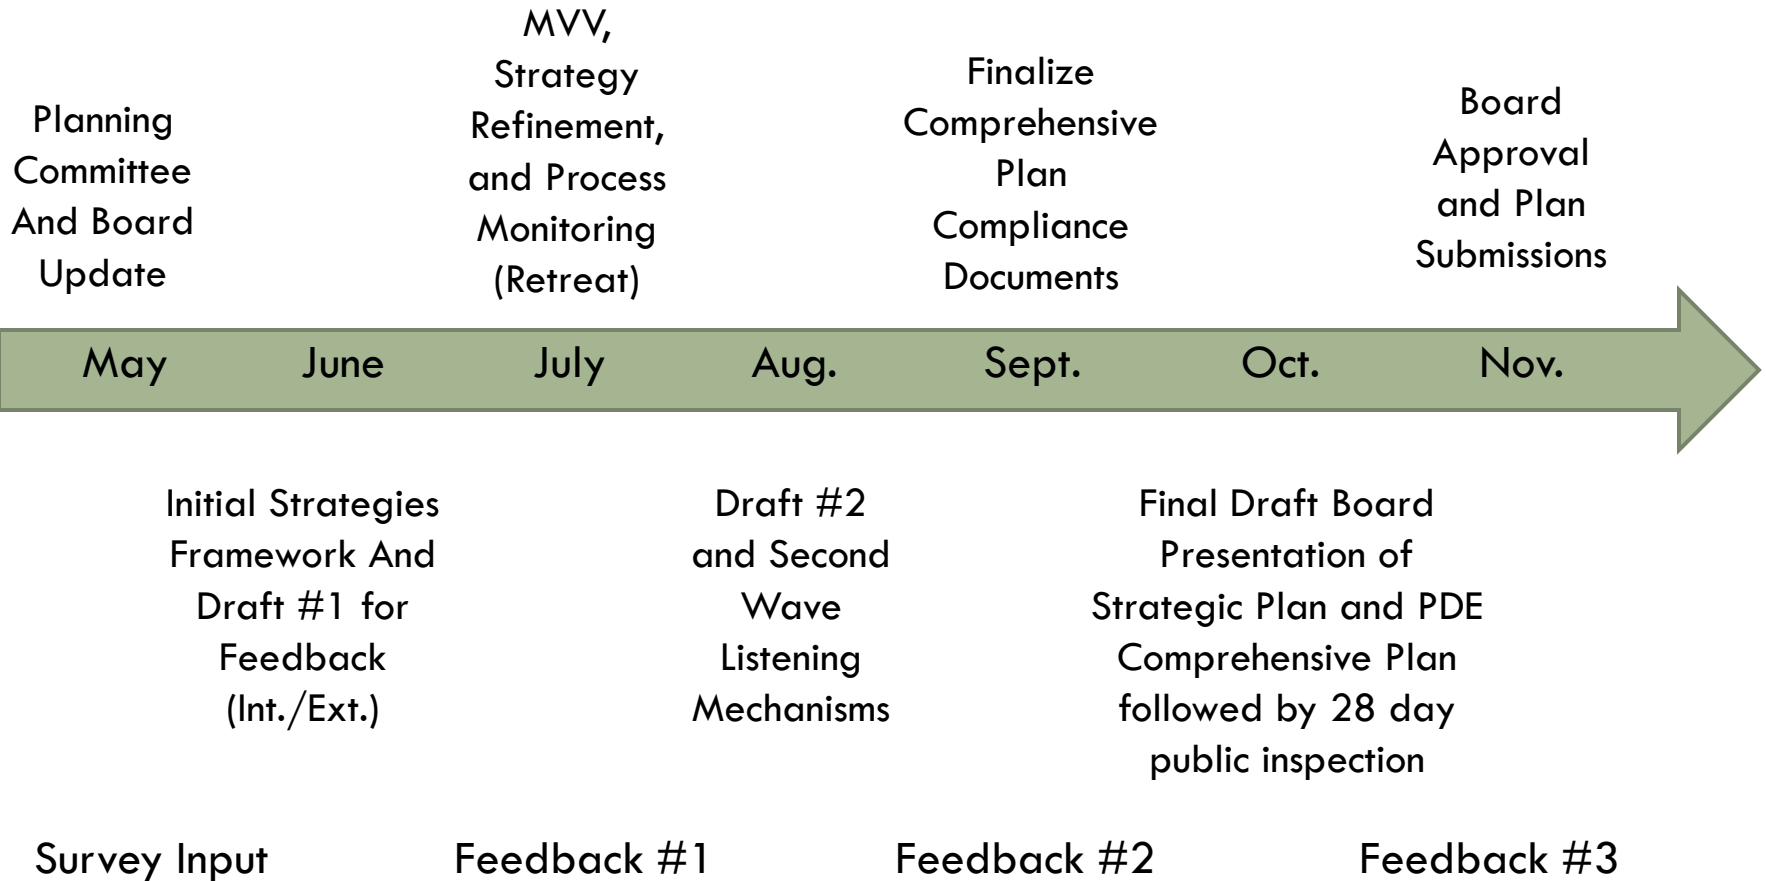 Planning
Committee
And Board
Update
MVV,
Strategy
Refinement,
and Process
Monitoring
(Retreat)
Finalize
Comprehensive
Plan
Compliance
Documents
Board
Approval
and Plan
Submissions
May June July Aug. Sept. Oct. Nov.
Initial Strategies
Framework And
Draft #1 for
Feedback
(Int./Ext.)
Draft #2
and Second
Wave
Listening
Mechanisms
Final Draft Board
Presentation of
Strategic Plan and PDE
Comprehensive Plan
followed by 28 day
public inspection
Survey Input Feedback #1 Feedback #2 Feedback #3